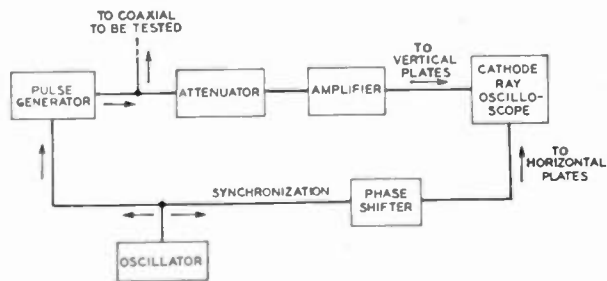 TO COAXIAL
TO BE TESTED
PULSE
GENERATOR
ATTENUATOR
AMPLIFIER
TO
VERTICAL
PLATES
CATHODE
RAY
OSCILLO-
SCOPE
TO
HORIZONTAL
PLATES
SYNCHRONIZATION
PHASE
SHIFTER
OSCILLATOR